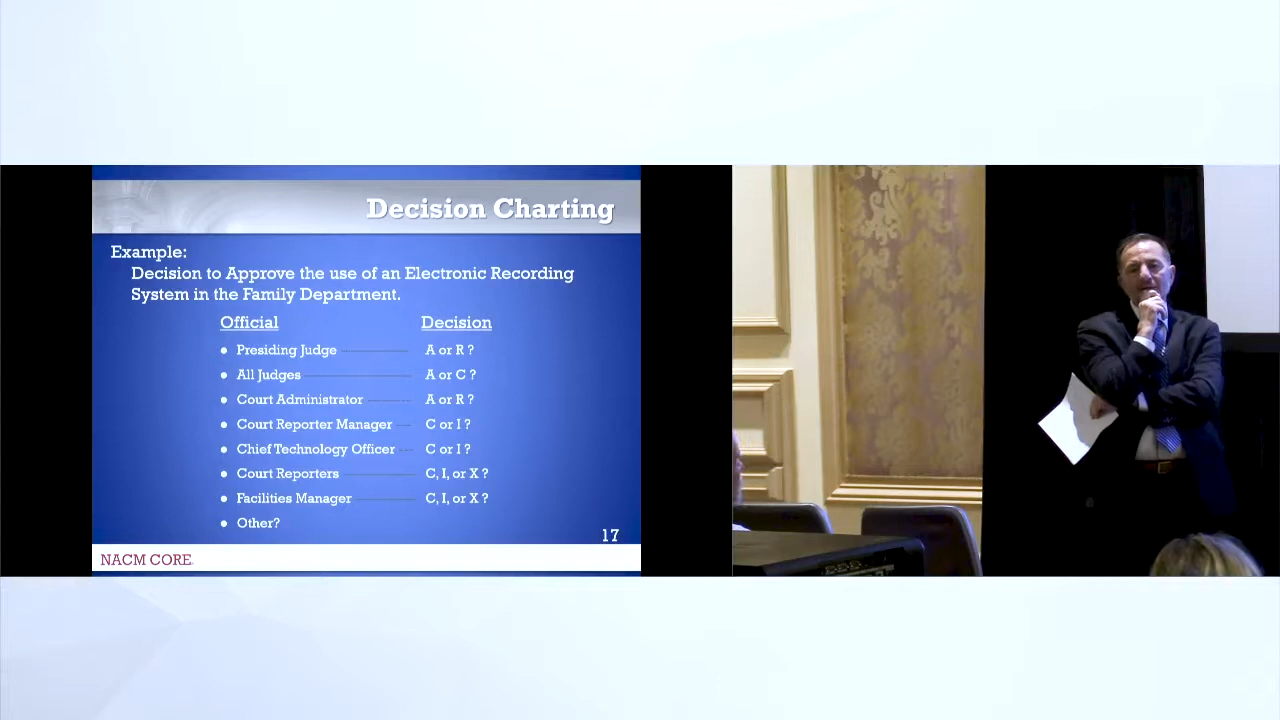 Decision Charting
Example:
Decision to Approve the use of an Electronic Recording
System in the Family Department.
Official Decision
• Presiding Judge A or R ?
• All Judges A or C ?
• Court Administrator A or R ?
• Court Reporter Manager C or I ?
• Chief Technology Officer C or I ?
• Court Reporters C, I, or X ?
• Facilities Manager C, I, or X ?
• Other?
17
NACM CORE